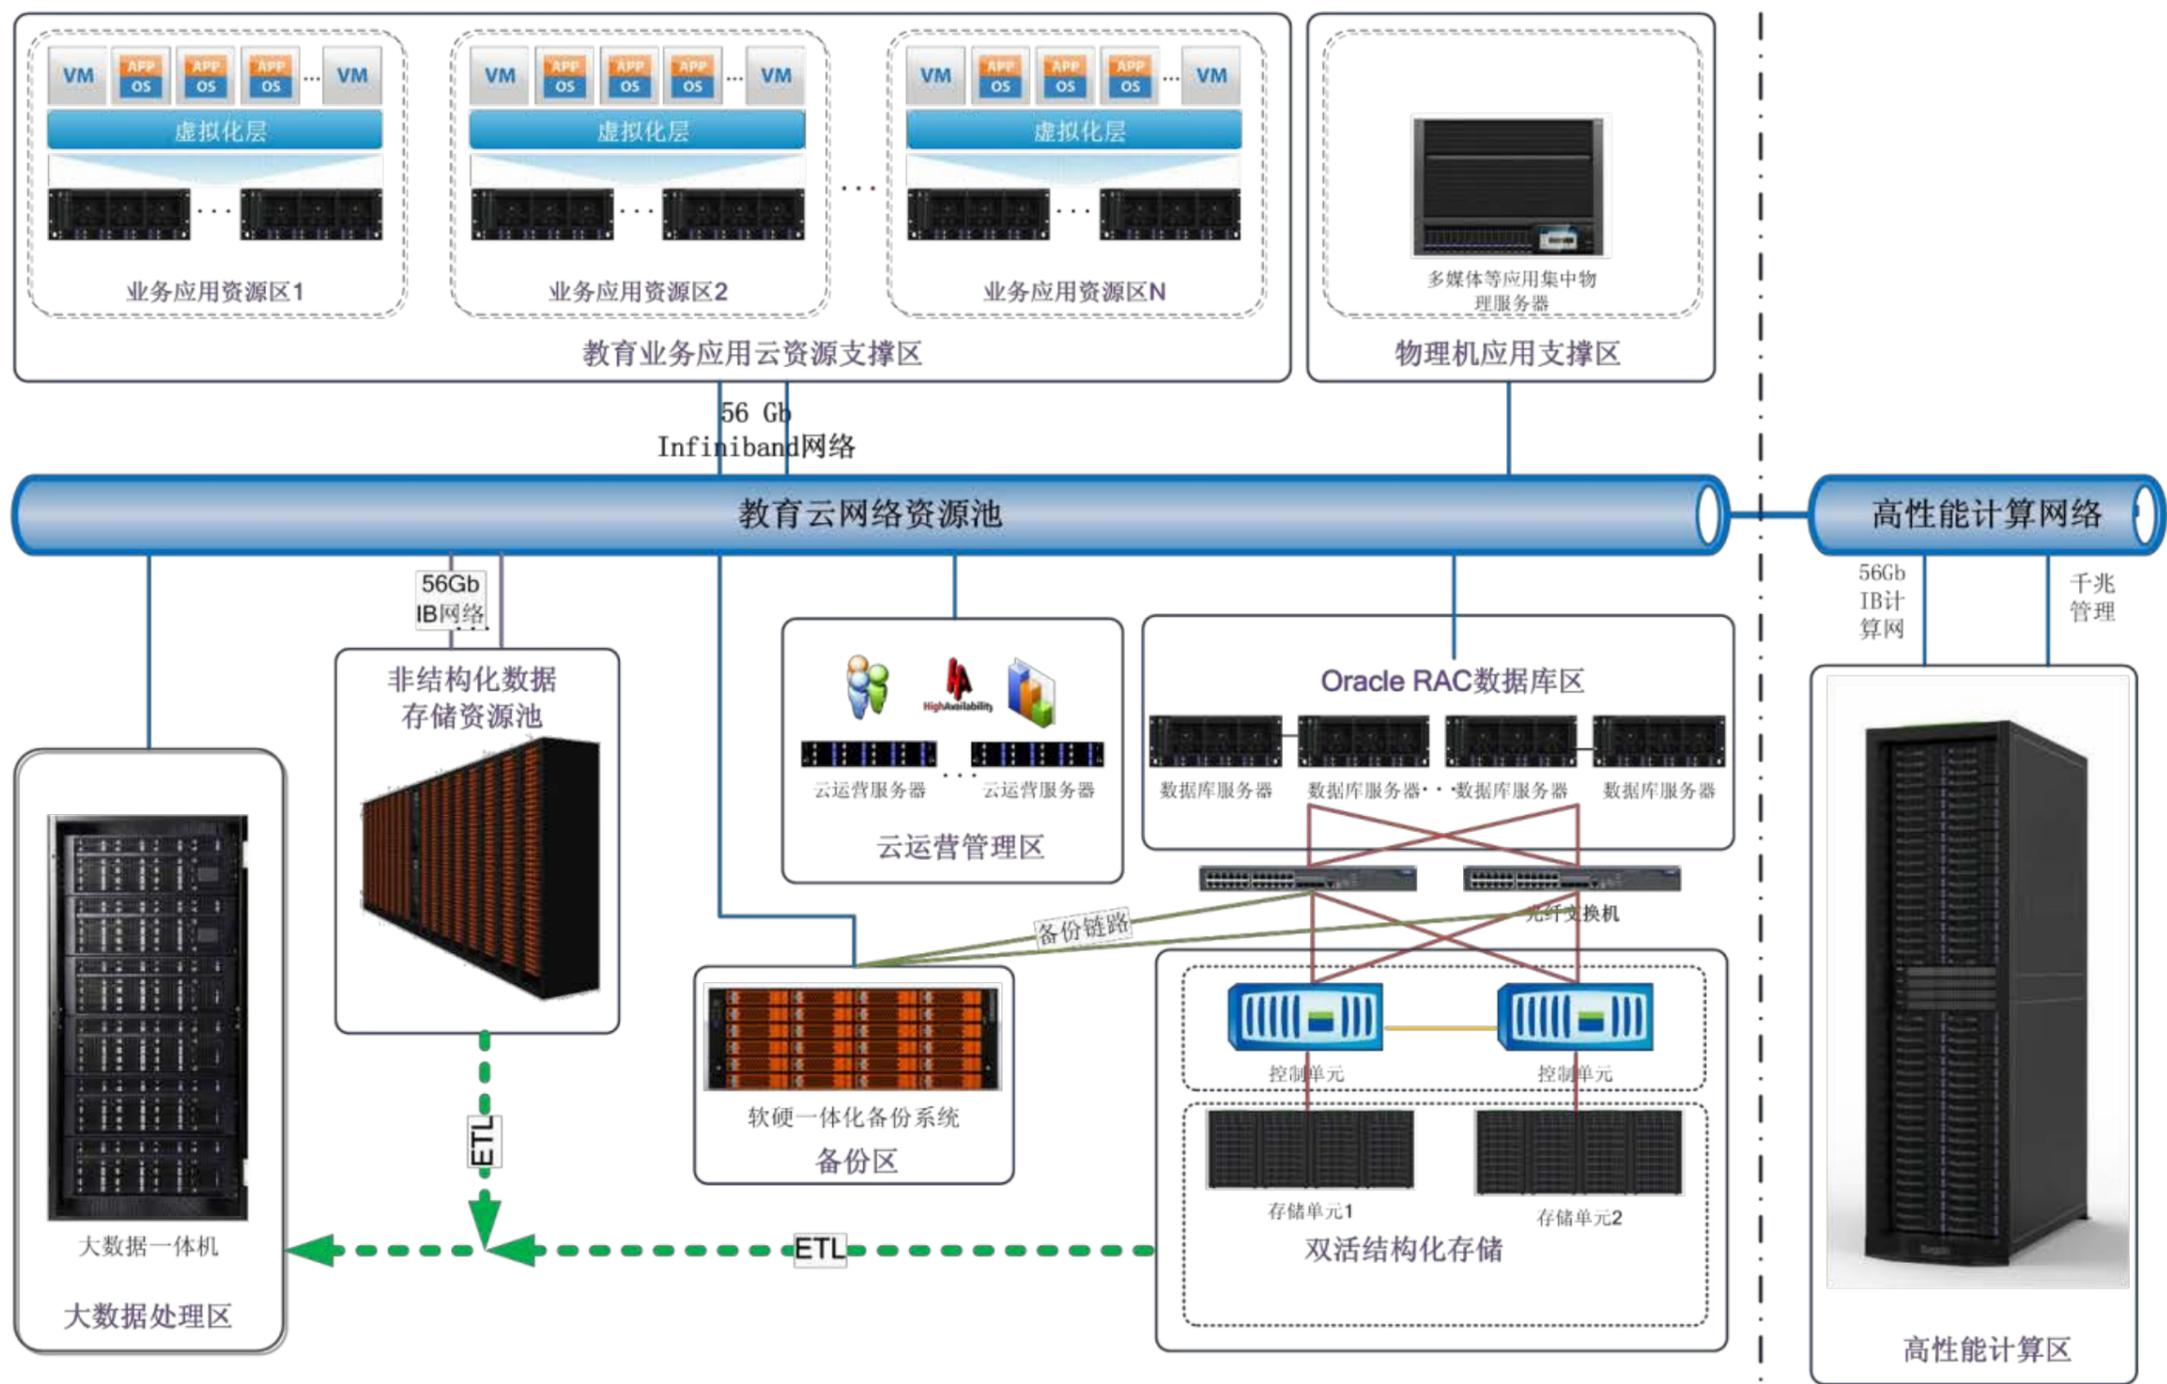 VM
APP
OS
APP
OS
APP
OS
...
VM
虚拟化层
...
业务应用资源区1
VM
APP
OS
APP
OS
APP
OS
...
VM
虚拟化层
...
业务应用资源区2
...
VM
APP
OS
APP
OS
APP
OS
...
VM
虚拟化层
...
业务应用资源区N
教育业务应用云资源支撑区
多媒体等应用集中物
理服务器
物理机应用支撑区
56 Gb
Infiniband网络
教育云网络资源池
高性能计算网络
56Gb
IB网络
...
56Gb
IB计
算网
千兆
管理
非结构化数据
存储资源池
HighAvailability
云运营服务器
...
云运营服务器
云运营管理区
Oracle RAC数据库区
数据库服务器
数据库服务器
...
数据库服务器
数据库服务器
光纤交换机
备份链路
软硬一体化备份系统
备份区
控制单元
控制单元
存储单元1
存储单元2
双活结构化存储
ETL
ETL
大数据一体机
大数据处理区
高性能计算区